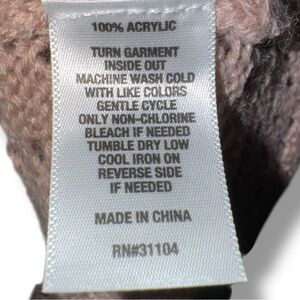 100% ACRYLIC
TURN GARMENT
INSIDE OUT
MACHINE WASH COLD
WITH LIKE COLORS
GENTLE CYCLE
ONLY NON-CHLORINE
BLEACH IF NEEDED
TUMBLE DRY LOW
COOL IRON ON
REVERSE SIDE
IF NEEDED
MADE IN CHINA
RN#31104